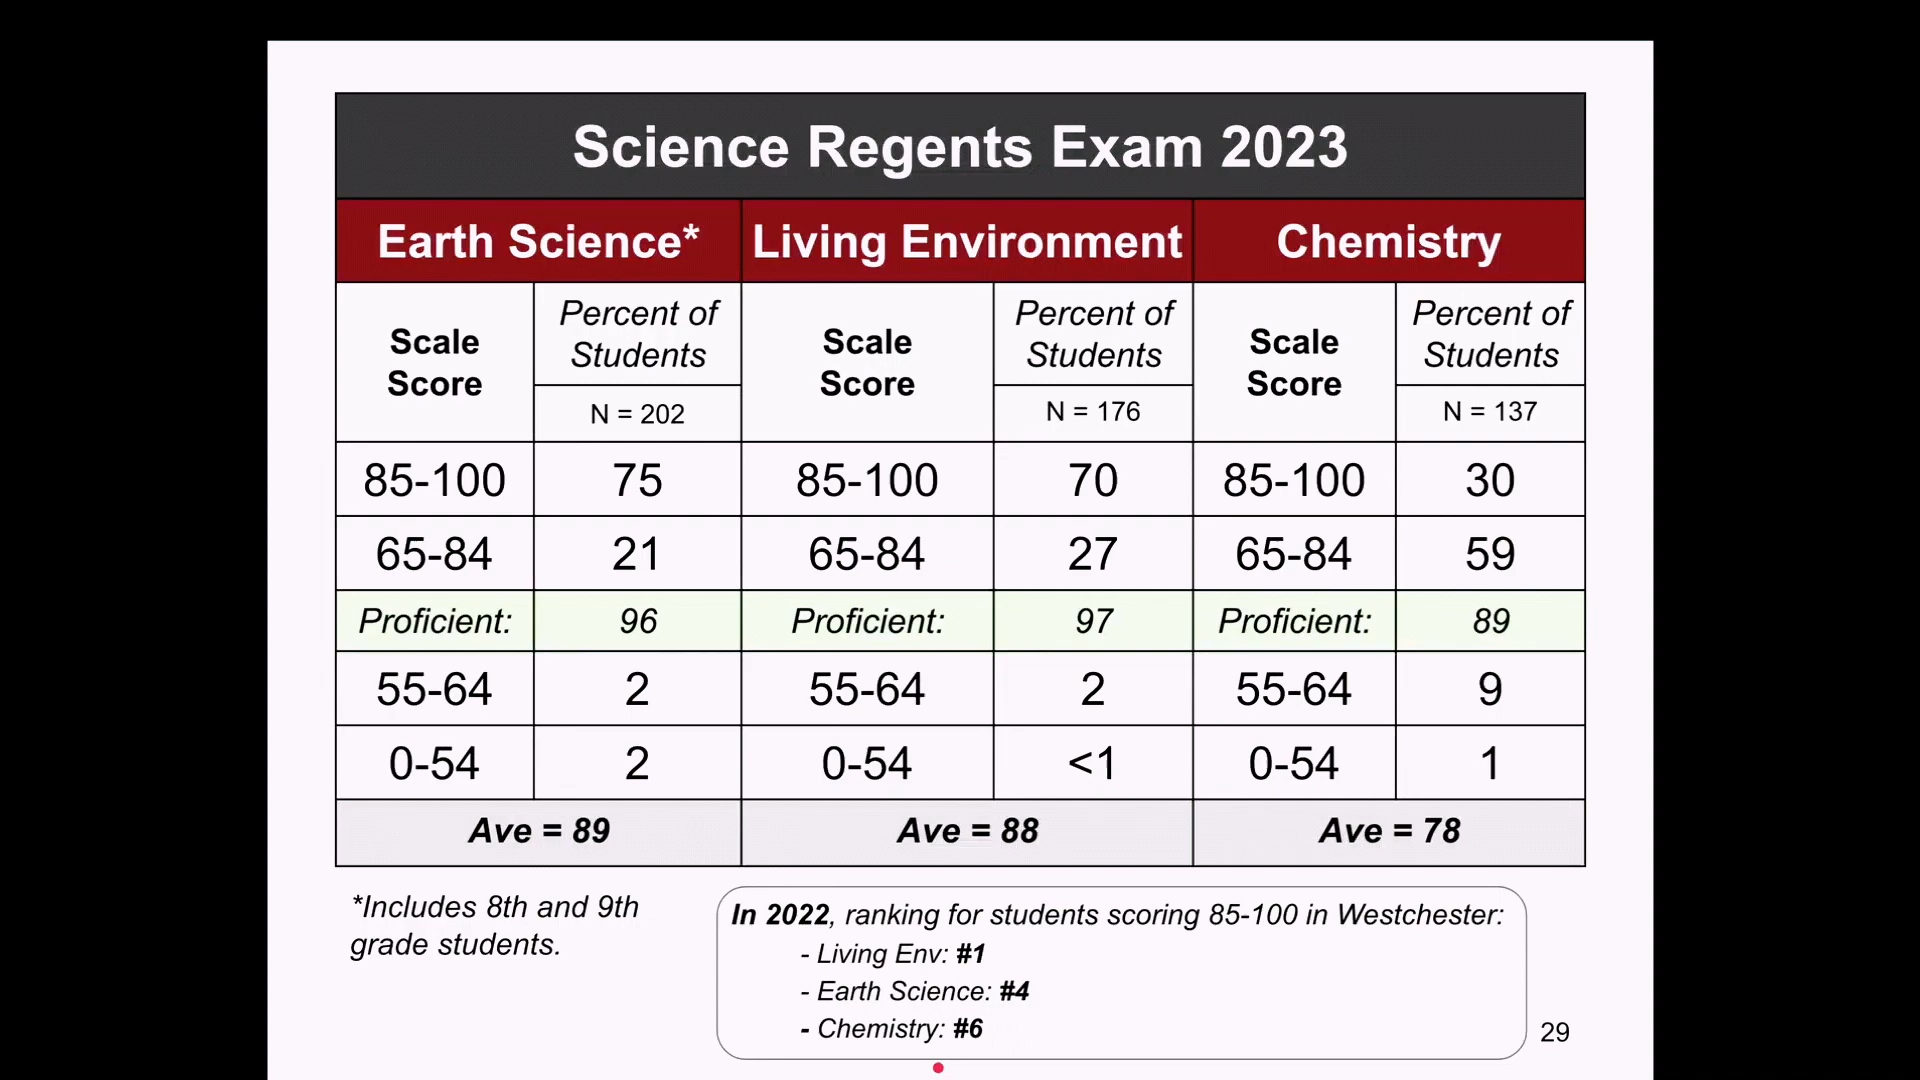 Science Regents Exam 2023
Earth Science* Living Environment Chemistry
Scale Score Percent of Students Scale Score Percent of Students Scale Score Percent of Students
N = 202 N = 176 N = 137
85-100 75 85-100 70 85-100 30
65-84 21 65-84 27 65-84 59
Proficient: 96 Proficient: 97 Proficient: 89
55-64 2 55-64 2 55-64 9
0-54 2 0-54 <1 0-54 1
Ave = 89 Ave = 88 Ave = 78
*Includes 8th and 9th
grade students.
In 2022, ranking for students scoring 85-100 in Westchester:
- Living Env: #1
- Earth Science: #4
- Chemistry: #6
29